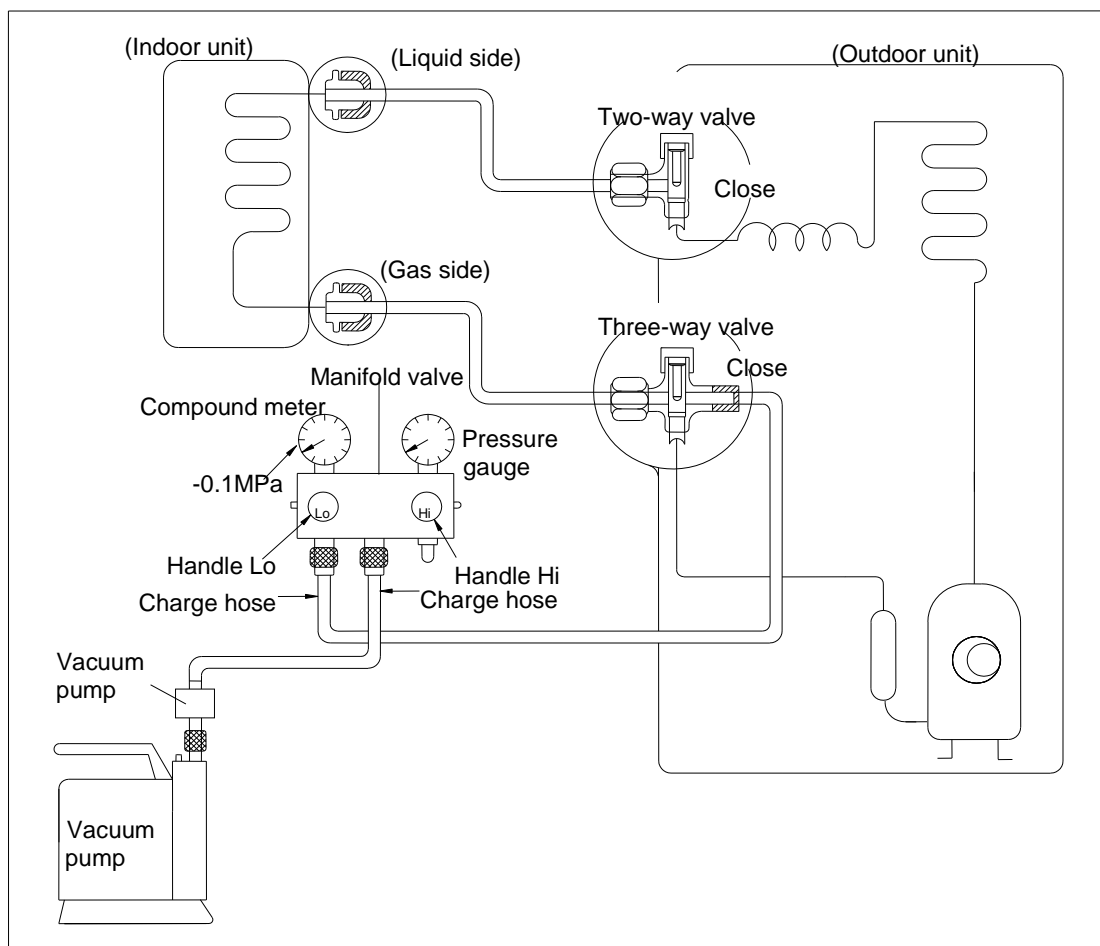 (Indoor unit)
(Liquid side)
(Outdoor unit)
Two-way valve
Close
(Gas side)
Three-way valve
Close
Manifold valve
Compound meter
Pressure
gauge
-0.1MPa
Lo
Hi
Handle Lo
Handle Hi
Charge hose
Charge hose
Vacuum
pump
Vacuum
pump